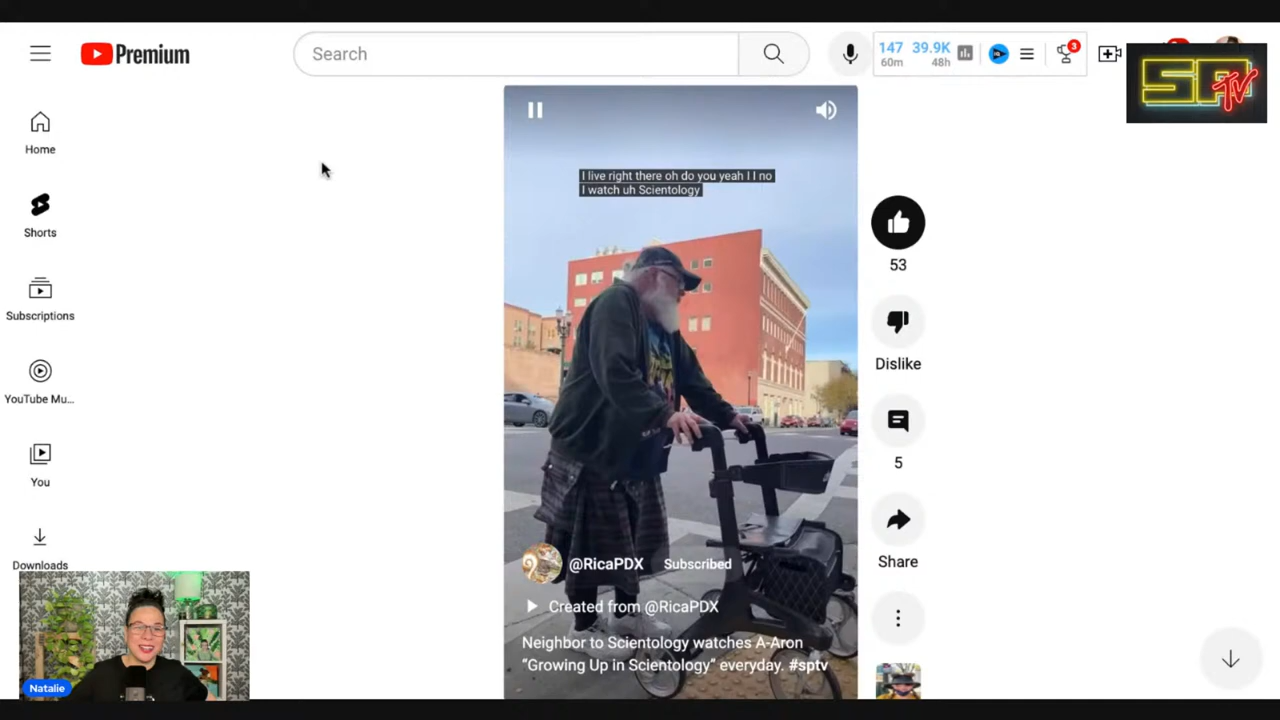 Premium
Search
147
60m
39.9K
48h
3
SPTV
Home
Shorts
Subscriptions
YouTube Mu...
You
Downloads
I live right there oh do you yeah I I no
I watch uh Scientology
53
Dislike
5
Share
@RicaPDX Subscribed
Created from @RicaPDX
Neighbor to Scientology watches A-Aron
“Growing Up in Scientology” everyday. #sptv
Natalie